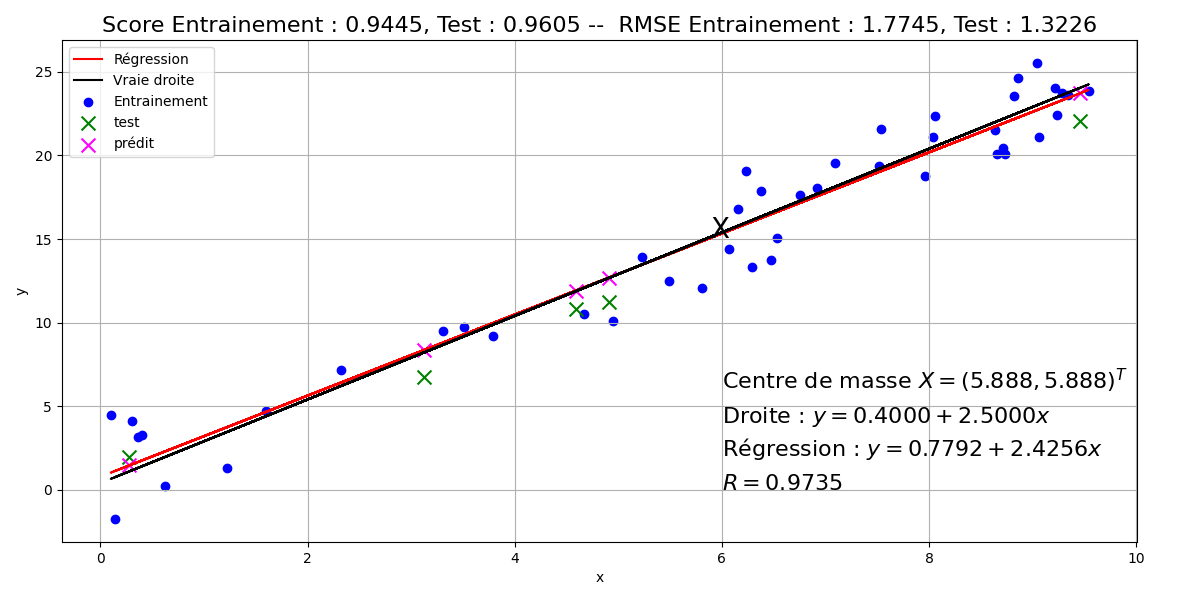 Score Entrainement : 0.9445, Test : 0.9605 --  RMSE Entrainement : 1.7745, Test : 1.3226
Régression
Vraie droite
Entrainement
test
prédit
25
20
15
10
5
0
y
X
Centre de masse X = (5.888, 5.888)^T
Droite : y = 0.4000 + 2.5000x
Régression : y = 0.7792 + 2.4256x
R = 0.9735
0 2 4 6 8 10
x